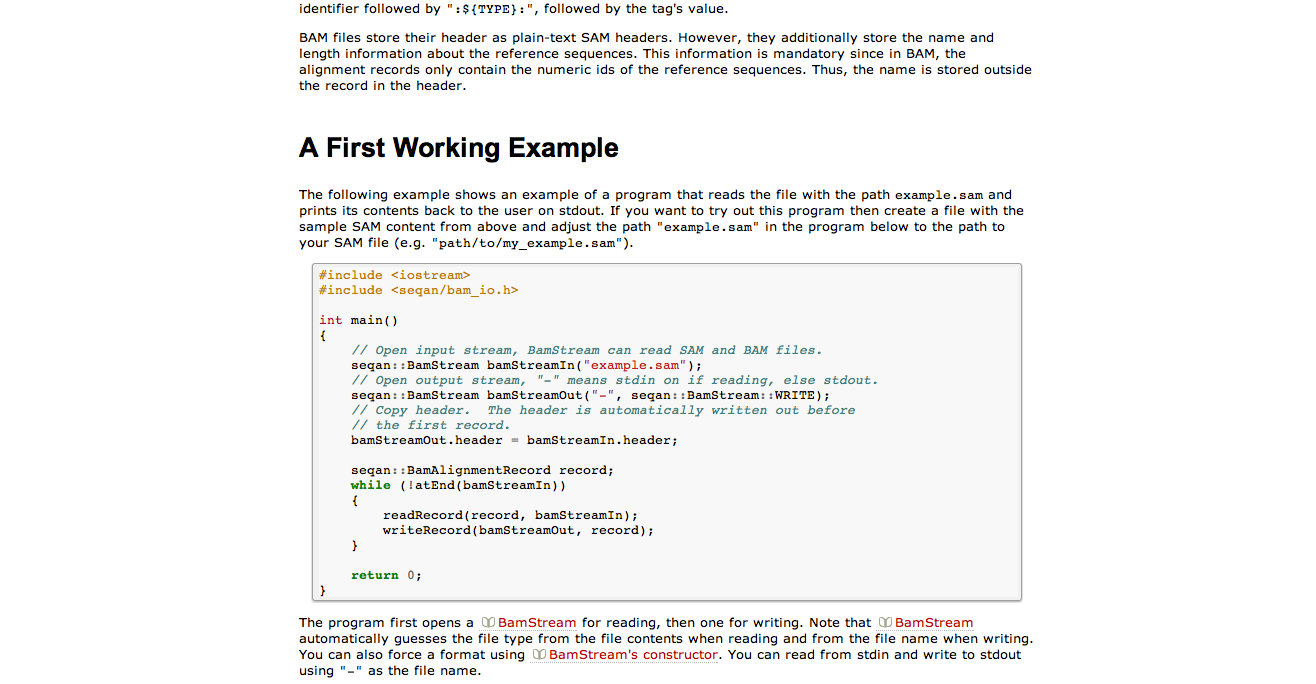 identifier followed by ":${TYPE}:", followed by the tag's value.
BAM files store their header as plain-text SAM headers. However, they additionally store the name and
length information about the reference sequences. This information is mandatory since in BAM, the
alignment records only contain the numeric ids of the reference sequences. Thus, the name is stored outside
the record in the header.
A First Working Example
The following example shows an example of a program that reads the file with the path example.sam and
prints its contents back to the user on stdout. If you want to try out this program then create a file with the
sample SAM content from above and adjust the path "example.sam" in the program below to the path to
your SAM file (e.g. "path/to/my_example.sam").
#include <iostream>
#include <seqan/bam_io.h>
int main()
{
    // Open input stream, BamStream can read SAM and BAM files.
    seqan::BamStream bamStreamIn("example.sam");
    // Open output stream, "-" means stdin on if reading, else stdout.
    seqan::BamStream bamStreamOut("-", seqan::BamStream::WRITE);
    // Copy header.  The header is automatically written out before
    // the first record.
    bamStreamOut.header = bamStreamIn.header;
    seqan::BamAlignmentRecord record;
    while (!atEnd(bamStreamIn))
    {
        readRecord(record, bamStreamIn);
        writeRecord(bamStreamOut, record);
    }
    return 0;
}
The program first opens a BamStream for reading, then one for writing. Note that BamStream
automatically guesses the file type from the file contents when reading and from the file name when writing.
You can also force a format using BamStream's constructor. You can read from stdin and write to stdout
using "-" as the file name.